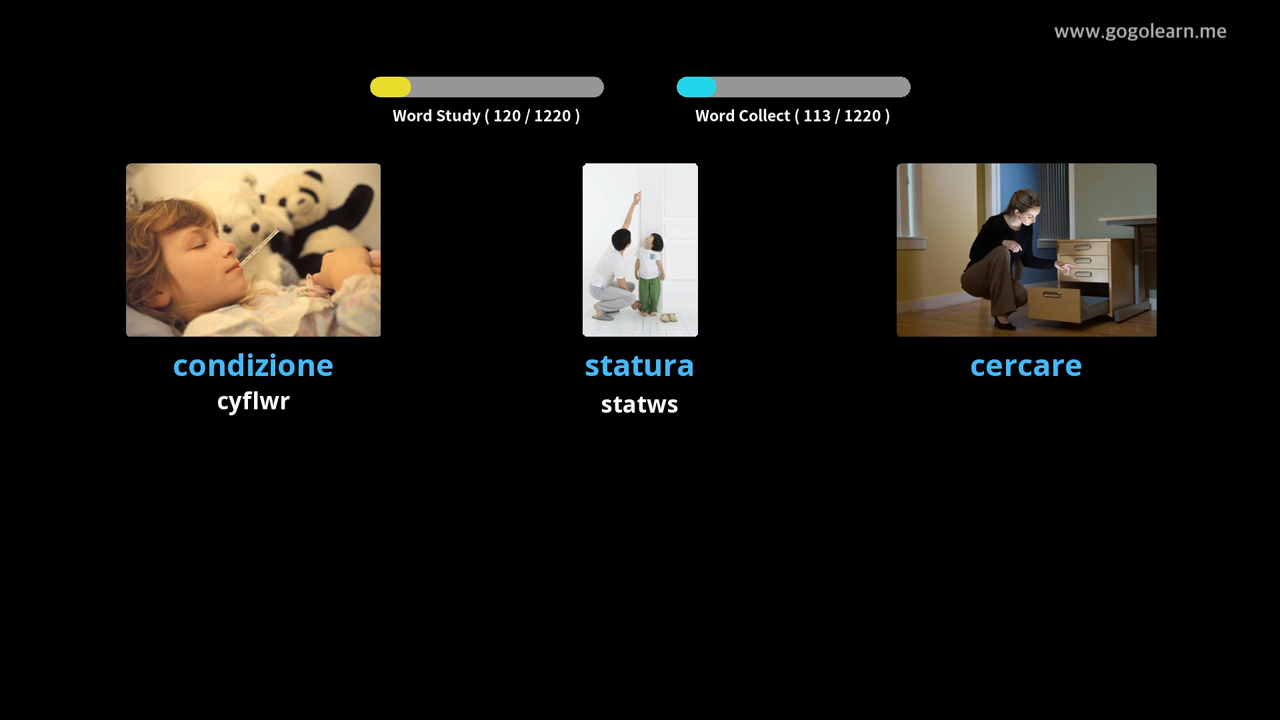 www.gogolearn.me
Word Study ( 120 / 1220 )
Word Collect ( 113 / 1220 )
condizione
cyflwr
statura
statws
cercare